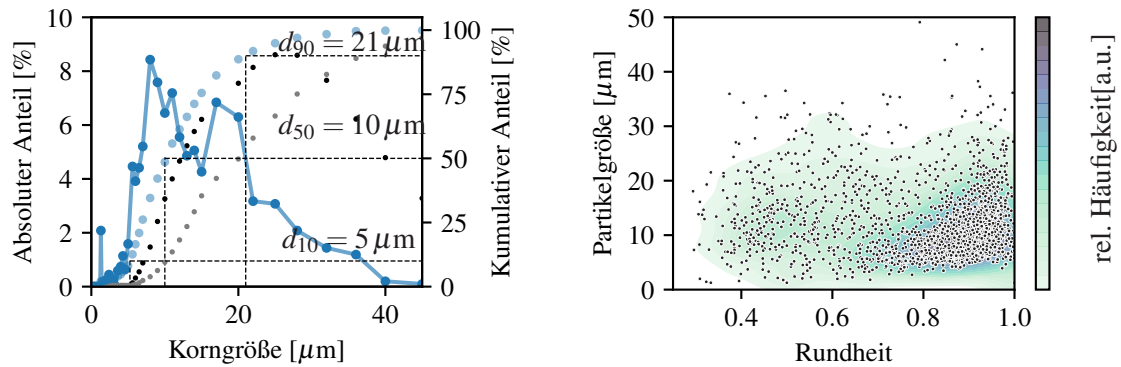 10
8
6
4
2
0
Absoluter Anteil [%]
0
20
40
Korngröße [μm]
100
75
50
25
0
Kumulativer Anteil [%]
d90 = 21 μm
d50 = 10 μm
d10 = 5 μm
50
40
30
20
10
0
Partikelgröße [μm]
0.4
0.6
0.8
1.0
Rundheit
rel. Häufigkeit[a.u.]